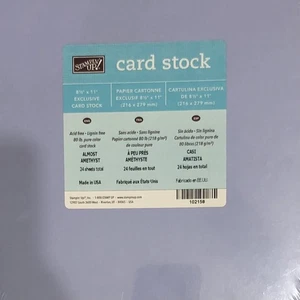 STAMPIN' UP!
card stock
8½" x 11"
EXCLUSIVE
CARD STOCK
PAPIER CARTONNÉ
EXCLUSIF 8½" x 11"
(216 x 279 mm)
CARTULINA EXCLUSIVA
DE 8½" x 11"
(216 x 279 mm)
Acid free • Lignin free
80 lb. pure color
card stock
Sans acide • Sans lignine
Papier cartonné 80 lb (218 g/m²)
de couleur pure
Sin ácido • Sin lignina
Cartulina de color pura de
80 libras (218 g/m²)
ALMOST
AMETHYST
À PEU PRÈS
AMÉTHYSTE
CASI
AMATISTA
24 sheets total
24 feuilles en tout
24 hojas en total
Made in USA
Fabriqué aux États Unis
Fabricado en EE.UU.
102158